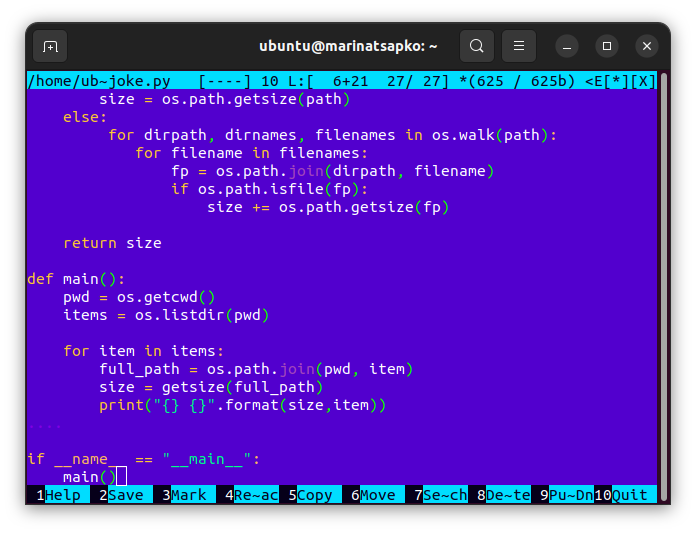 ubuntu@marinatsapko: ~
/home/ub~joke.py   [----] 10 L:[  6+21  27/ 27] *(625 / 625b) <E[*][X]
        size = os.path.getsize(path)
    else:
         for dirpath, dirnames, filenames in os.walk(path):
            for filename in filenames:
                fp = os.path.join(dirpath, filename)
                if os.path.isfile(fp):
                    size += os.path.getsize(fp)
    return size
def main():
    pwd = os.getcwd()
    items = os.listdir(pwd)
    for item in items:
        full_path = os.path.join(pwd, item)
        size = getsize(full_path)
        print("{} {}".format(size,item))
....
if __name__ == "__main__":
    main()
1Help 2Save 3Mark 4Re~ac 5Copy 6Move 7Se~ch 8De~te 9Pu~Dn 10Quit